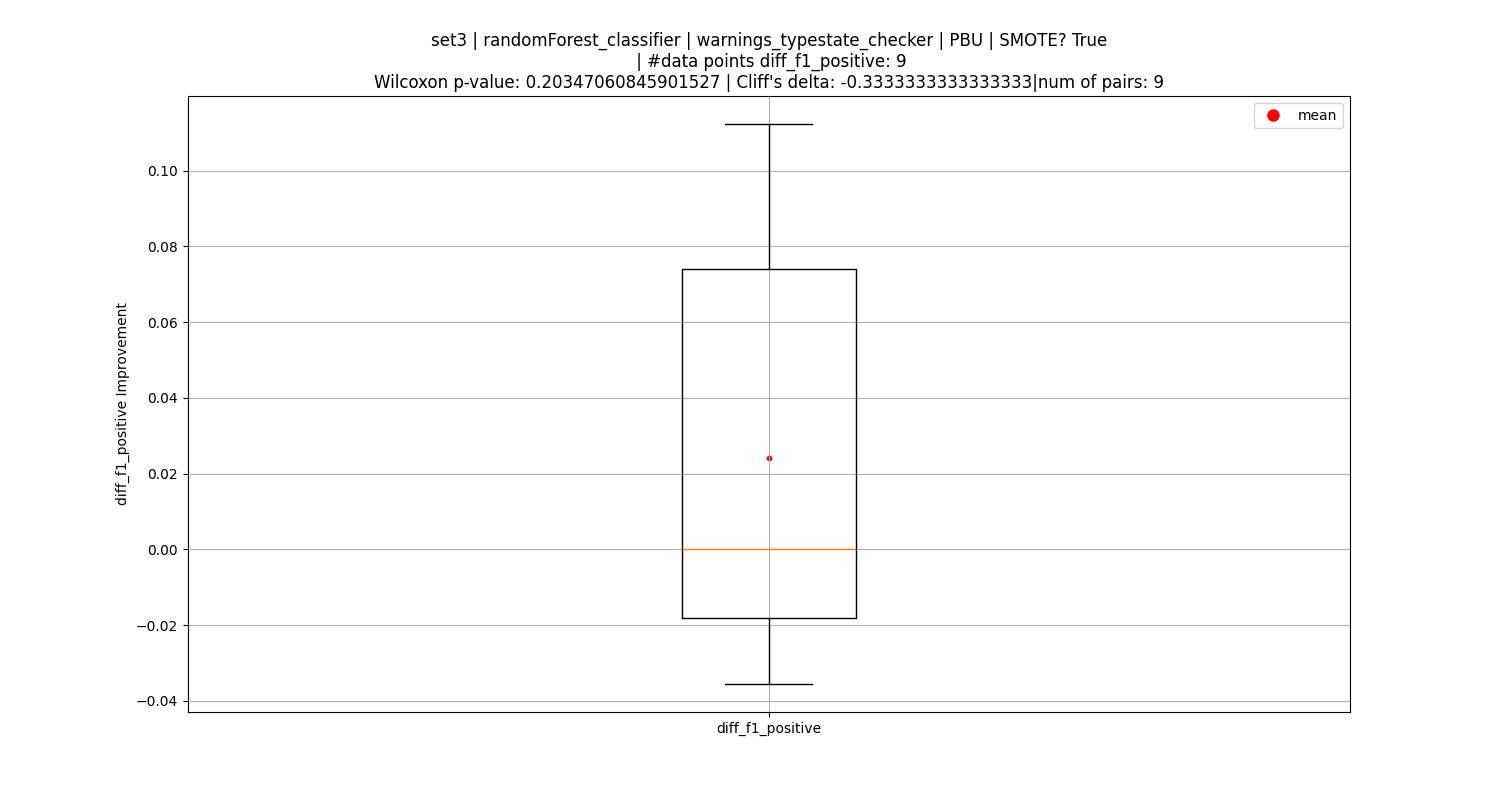 set3 | randomForest_classifier | warnings_typestate_checker | PBU | SMOTE? True
| #data points diff_f1_positive: 9
Wilcoxon p-value: 0.20347060845901527 | Cliff's delta: -0.3333333333333333|num of pairs: 9
mean
0.10
0.08
0.06
0.04
0.02
0.00
−0.02
−0.04
diff_f1_positive Improvement
diff_f1_positive